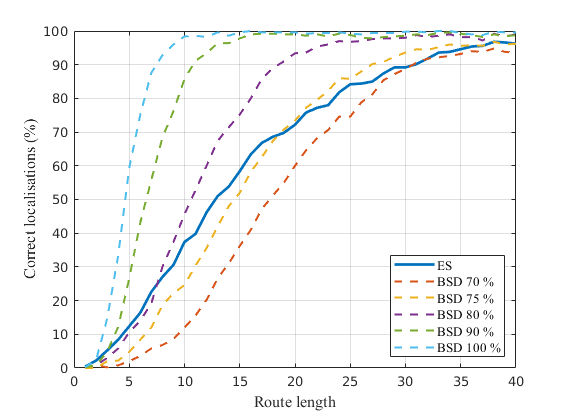 100
90
80
70
60
50
40
30
20
10
0
Correct localisations (%)
ES
BSD 70 %
BSD 75 %
BSD 80 %
BSD 90 %
BSD 100 %
0 5 10 15 20 25 30 35 40
Route length